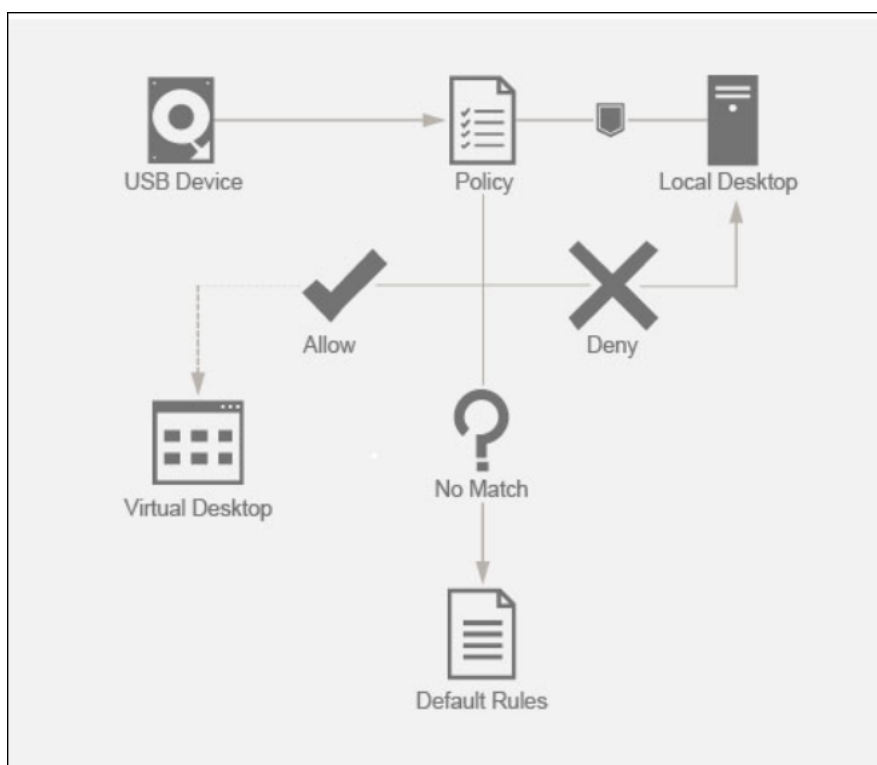 USB Device
Policy
Local Desktop
Allow
Deny
No Match
Virtual Desktop
Default Rules